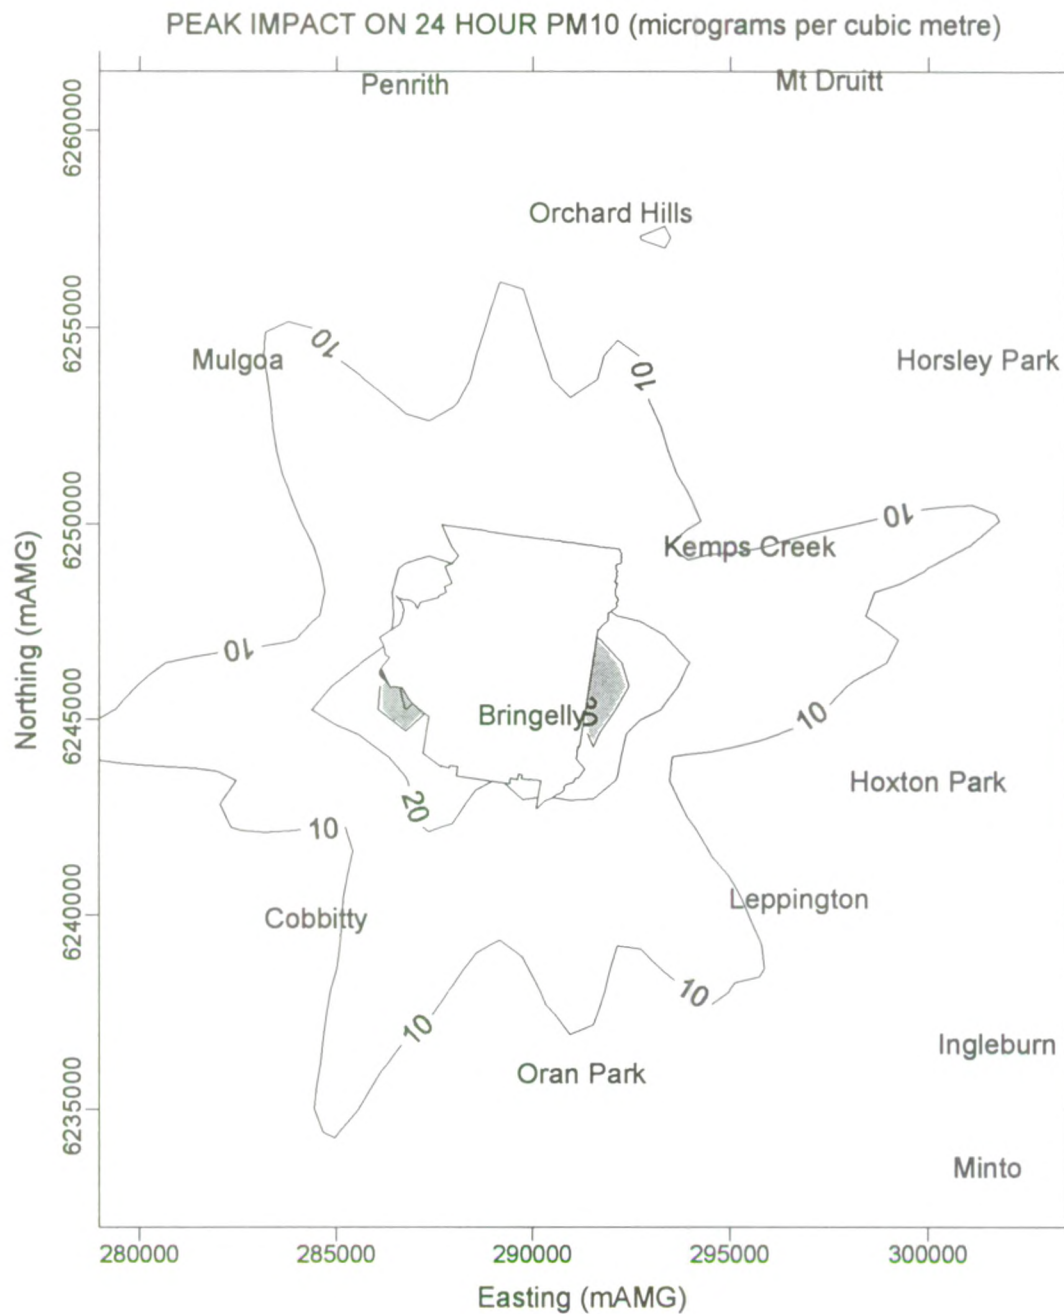 PEAK IMPACT ON 24 HOUR PM10 (micrograms per cubic metre)
Penrith
Mt Druitt
6260000
Orchard Hills
6255000
10
Mulgoa
10
Horsley Park
10
6250000
Kemps Creek
Northing (mAMG)
10
Bringelly
6245000
10
20
Hoxton Park
10
Leppington
6240000
Cobbitty
10
10
Ingleburn
Oran Park
6235000
Minto
280000 285000 290000 295000 300000
Easting (mAMG)